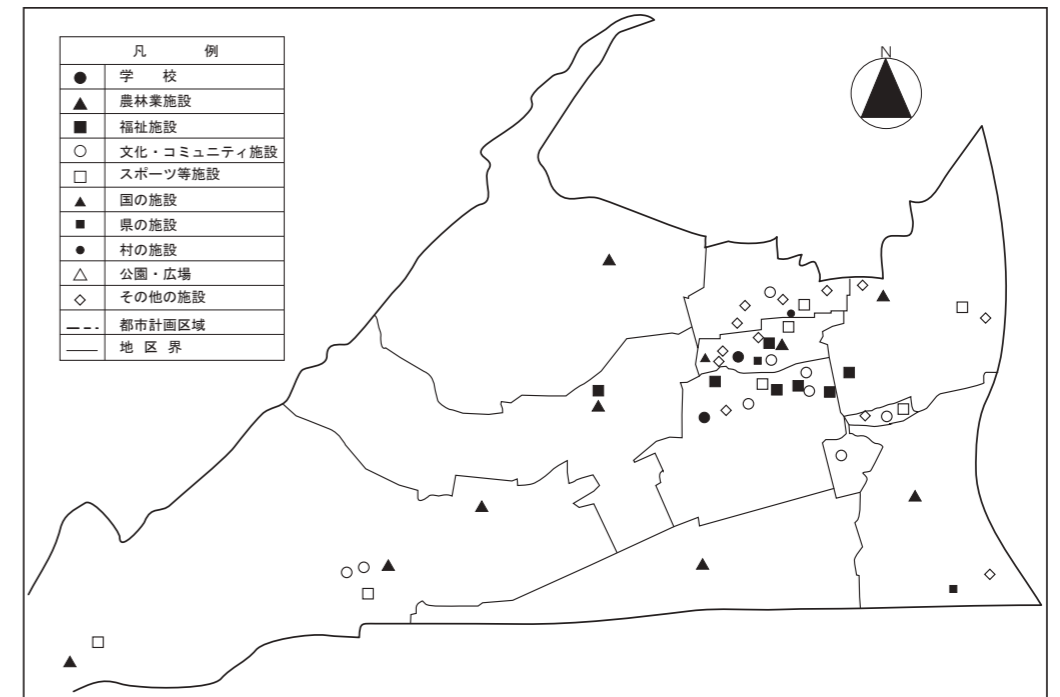 凡 例
学 校
農林業施設
福祉施設
文化・コミュニティ施設
スポーツ等施設
国の施設
県の施設
村の施設
公園・広場
その他の施設
都市計画区域
地 区 界
N